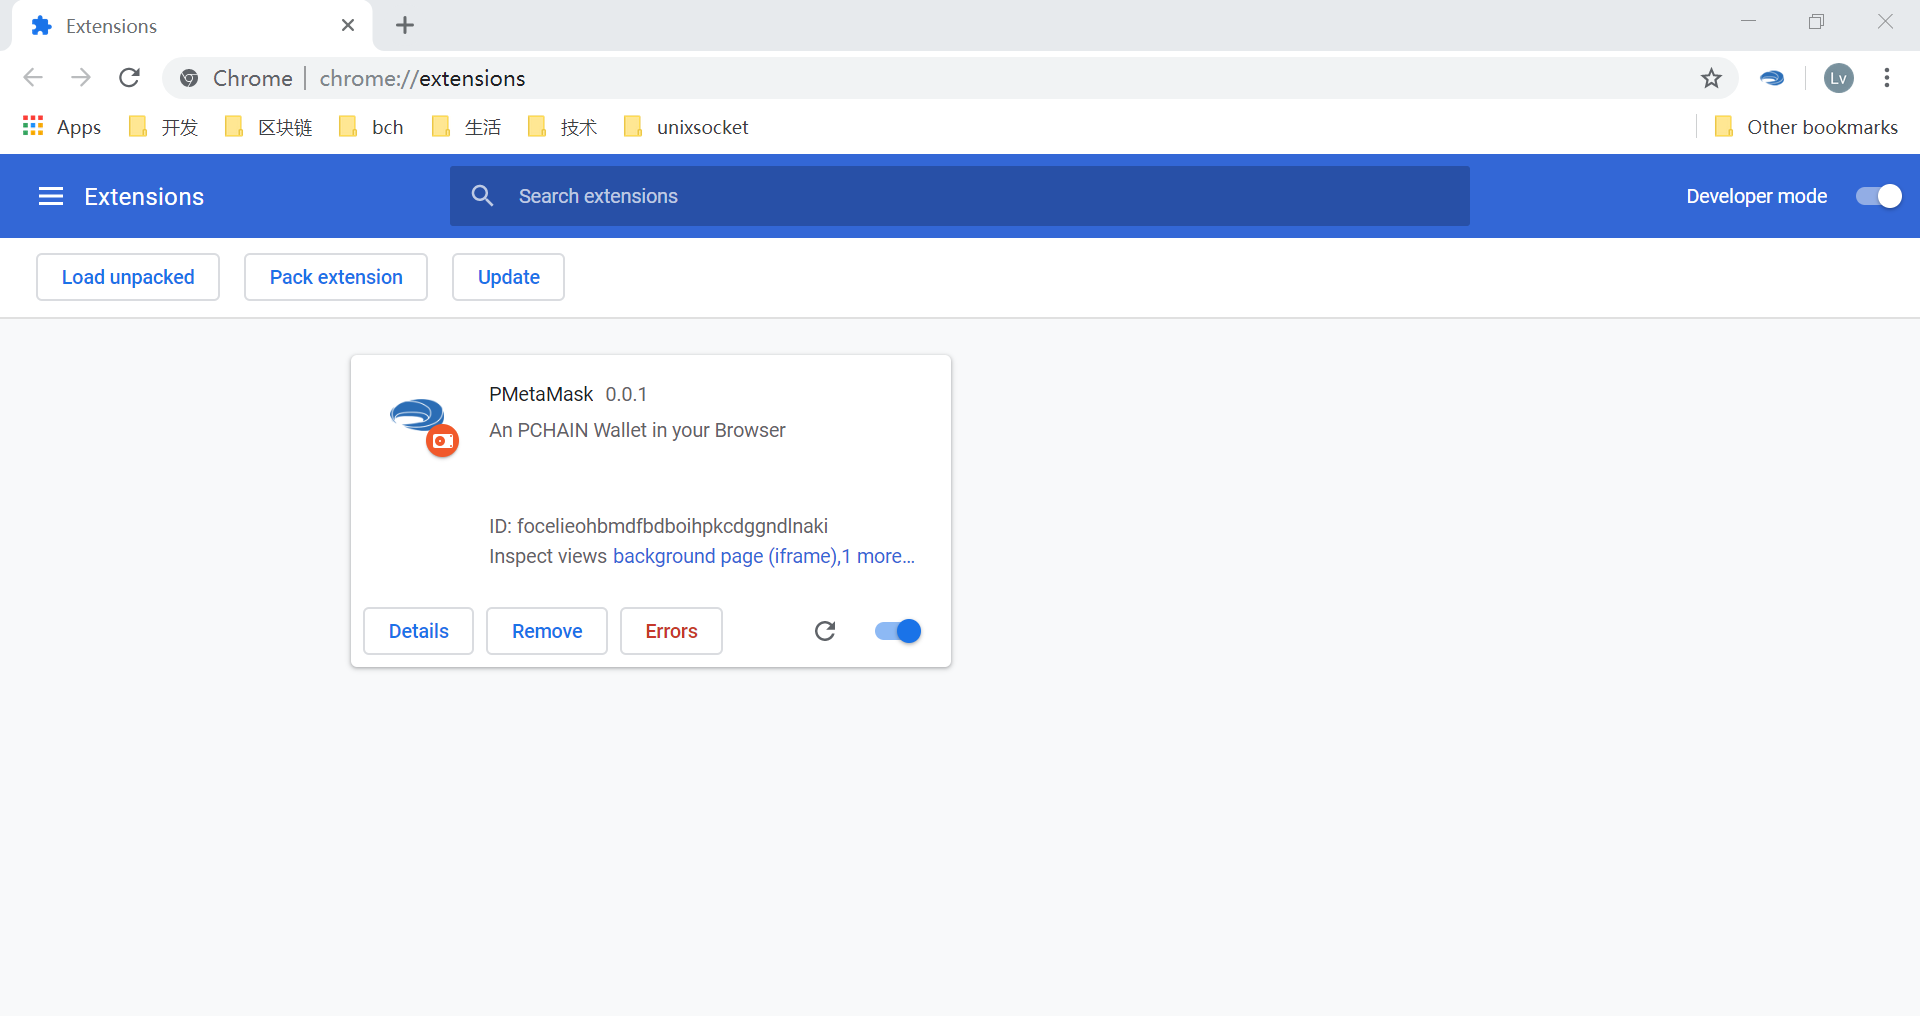 Extensions
Chrome | chrome://extensions
Lv
Apps 开发 区块链 bch 生活 技术 unixsocket Other bookmarks
Extensions Search extensions Developer mode
Load unpacked Pack extension Update
PMetaMask 0.0.1
An PCHAIN Wallet in your Browser
ID: focelieohbmdfbdboihpkcdggndlnaki
Inspect views background page (iframe),1 more...
Details Remove Errors